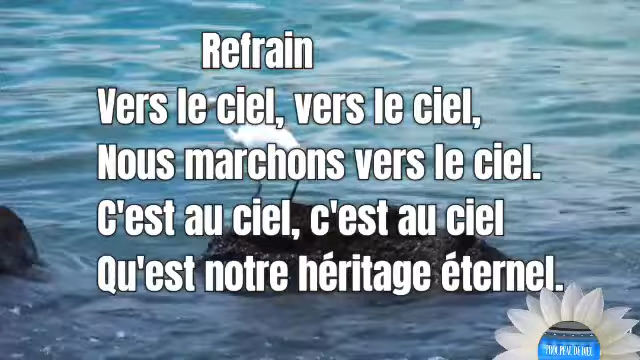 Refrain
Vers le ciel, vers le ciel,
Nous marchons vers le ciel.
C'est au ciel, c'est au ciel
Qu'est notre héritage éternel.